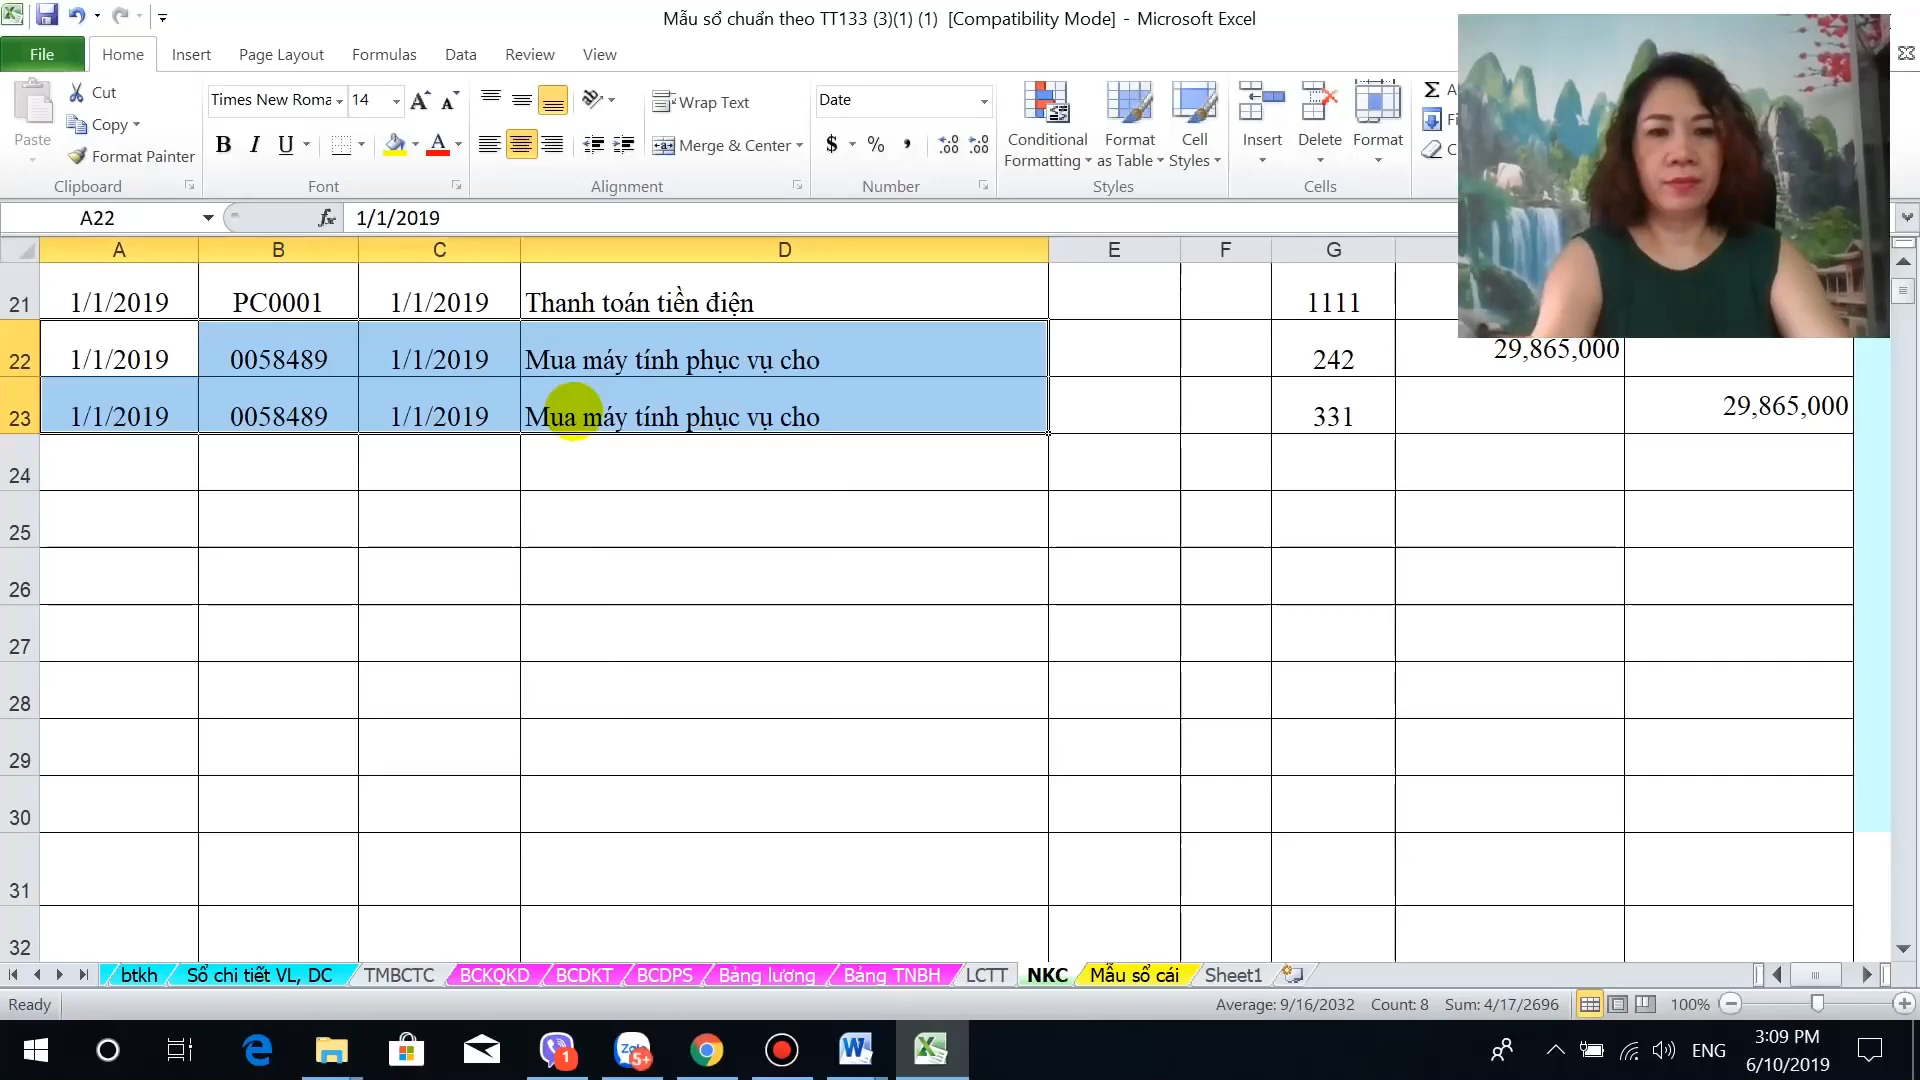 Mẫu sổ chuẩn theo TT133 (3)(1) (1) [Compatibility Mode] - Microsoft Excel
File Home Insert Page Layout Formulas Data Review View
Paste Cut Copy Format Painter
Times New Roma 14
B I U A
Wrap Text
Merge & Center
Date
$ % ,
Conditional Formatting
Format as Table
Cell Styles
Insert Delete Format
Σ
Clipboard Font Alignment Number Styles Cells
A22 fx 1/1/2019
A B C D E F G
21 1/1/2019 PC0001 1/1/2019 Thanh toán tiền điện 1111
22 1/1/2019 0058489 1/1/2019 Mua máy tính phục vụ cho 242 29,865,000
23 1/1/2019 0058489 1/1/2019 Mua máy tính phục vụ cho 331 29,865,000
24
25
26
27
28
29
30
31
32
btkh Sổ chi tiết VL, DC TMBCTC BCKQKD BCDKT BCDPS Bảng lương Bảng TNBH LCTT NKC Mẫu sổ cái Sheet1
Ready Average: 9/16/2032 Count: 8 Sum: 4/17/2696 100%
1 5+ ENG 3:09 PM
6/10/2019